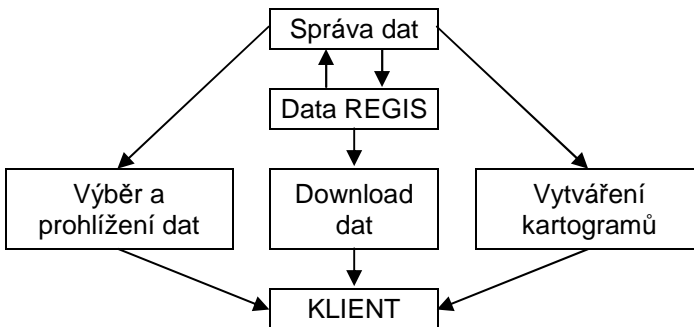 Správa dat
Data REGIS
Výběr a
prohlížení dat
Download
dat
Vytváření
kartogramů
KLIENT